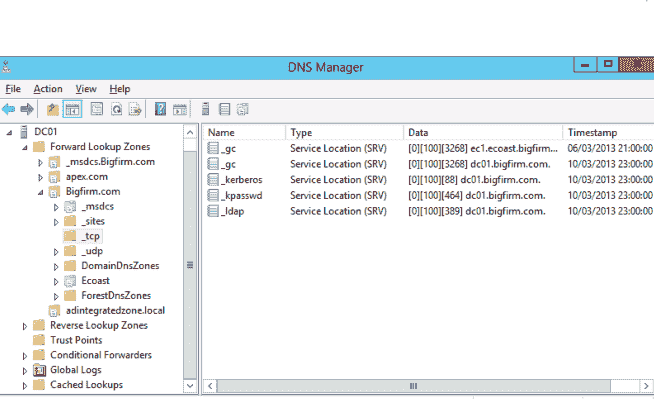 DNS Manager
File Action View Help
DC01
Forward Lookup Zones
_msdcs.Bigfirm.com
apex.com
Bigfirm.com
_msdcs
_sites
_tcp
_udp
DomainDnsZones
Ecoast
ForestDnsZones
adintegratedzone.local
Reverse Lookup Zones
Trust Points
Conditional Forwarders
Global Logs
Cached Lookups
Name Type Data Timestamp
_gc Service Location (SRV) [0][100][3268] ec1.ecoast.bigfirm... 06/03/2013 21:00:00
_gc Service Location (SRV) [0][100][3268] dc01.bigfirm.com. 10/03/2013 23:00:00
_kerberos Service Location (SRV) [0][100][88] dc01.bigfirm.com. 10/03/2013 23:00:00
_kpasswd Service Location (SRV) [0][100][464] dc01.bigfirm.com. 10/03/2013 23:00:00
_ldap Service Location (SRV) [0][100][389] dc01.bigfirm.com. 10/03/2013 23:00:00